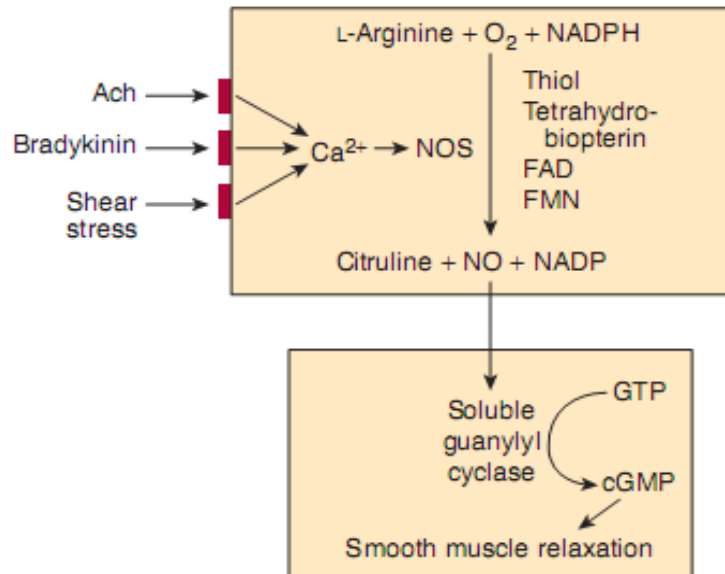 L-Arginine + O2 + NADPH
Thiol
Tetrahydro-
biopterin
FAD
FMN
Ach
Bradykinin
Shear
stress
Ca2+
NOS
Citruline + NO + NADP
Soluble
guanylyl
cyclase
GTP
cGMP
Smooth muscle relaxation